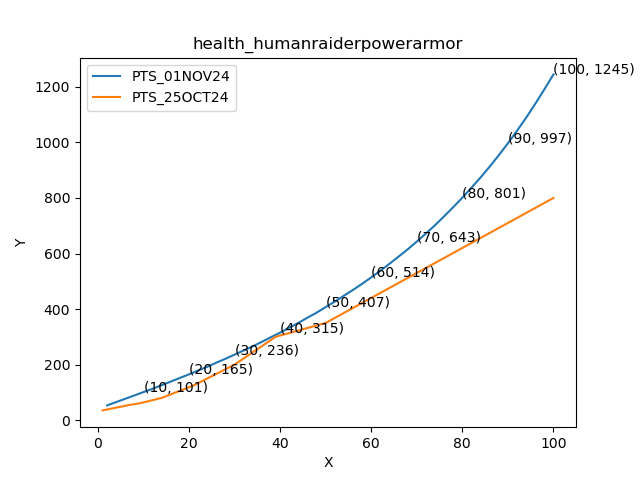 health_humanraiderpowerarmor
PTS_01NOV24
PTS_25OCT24
(100, 1245)
(90, 997)
(80, 801)
(70, 643)
(60, 514)
(50, 407)
(40, 315)
(30, 236)
(20, 165)
(10, 101)
1200
1000
800
600
400
200
0
Y
0 20 40 60 80 100
X